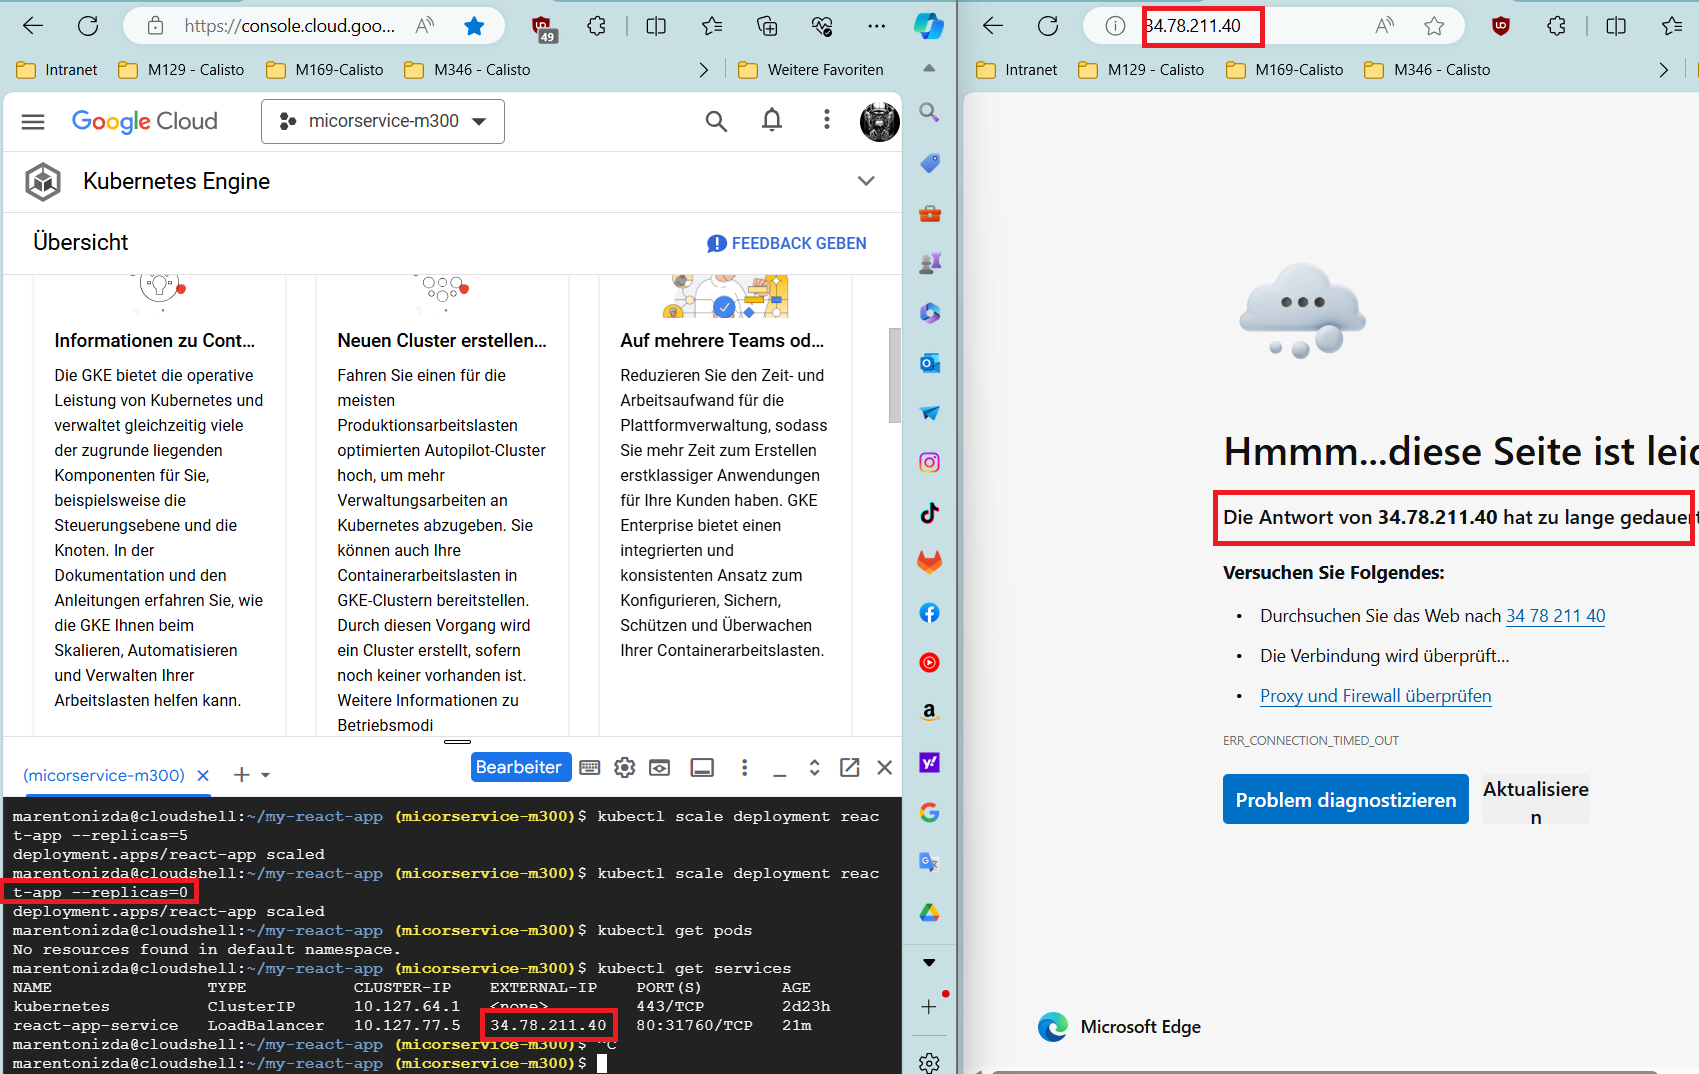 https://console.cloud.goo...
49
Intranet
M129 - Calisto
M169-Calisto
M346 - Calisto
Weitere Favoriten
Google Cloud
micorservice-m300
Kubernetes Engine
Übersicht
FEEDBACK GEBEN
Informationen zu Cont...
Die GKE bietet die operative
Leistung von Kubernetes und
verwaltet gleichzeitig viele
der zugrunde liegenden
Komponenten für Sie,
beispielsweise die
Steuerungsebene und die
Knoten. In der
Dokumentation und den
Anleitungen erfahren Sie, wie
die GKE Ihnen beim
Skalieren, Automatisieren
und Verwalten Ihrer
Arbeitslasten helfen kann.
Neuen Cluster erstellen...
Fahren Sie einen für die
meisten
Produktionsarbeitslasten
optimierten Autopilot-Cluster
hoch, um mehr
Verwaltungsarbeiten an
Kubernetes abzugeben. Sie
können auch Ihre
Containerarbeitslasten in
GKE-Clustern bereitstellen.
Durch diesen Vorgang wird
ein Cluster erstellt, sofern
noch keiner vorhanden ist.
Weitere Informationen zu
Betriebsmodi
Auf mehrere Teams od...
Reduzieren Sie den Zeit- und
Arbeitsaufwand für die
Plattformverwaltung, sodass
Sie mehr Zeit zum Erstellen
erstklassiger Anwendungen
für Ihre Kunden haben. GKE
Enterprise bietet einen
integrierten und
konsistenten Ansatz zum
Konfigurieren, Sichern,
Schützen und Überwachen
Ihrer Containerarbeitslasten.
(micorservice-m300)
Bearbeiter
marentonizda@cloudshell:~/my-react-app (micorservice-m300)$ kubectl scale deployment reac
t-app --replicas=5
deployment.apps/react-app scaled
marentonizda@cloudshell:~/my-react-app (micorservice-m300)$ kubectl scale deployment reac
t-app --replicas=0
deployment.apps/react-app scaled
marentonizda@cloudshell:~/my-react-app (micorservice-m300)$ kubectl get pods
No resources found in default namespace.
marentonizda@cloudshell:~/my-react-app (micorservice-m300)$ kubectl get services
NAME TYPE CLUSTER-IP EXTERNAL-IP PORT(S) AGE
kubernetes ClusterIP 10.127.64.1 <none> 443/TCP 2d23h
react-app-service LoadBalancer 10.127.77.5 34.78.211.40 80:31760/TCP 21m
marentonizda@cloudshell:~/my-react-app (micorservice-m300)$ ^C
marentonizda@cloudshell:~/my-react-app (micorservice-m300)$
34.78.211.40
Intranet
M129 - Calisto
M169-Calisto
M346 - Calisto
Hmmm...diese Seite ist leid
Die Antwort von 34.78.211.40 hat zu lange gedauert
Versuchen Sie Folgendes:
• Durchsuchen Sie das Web nach 34 78 211 40
• Die Verbindung wird überprüft...
• Proxy und Firewall überprüfen
ERR_CONNECTION_TIMED_OUT
Problem diagnostizieren
Aktualisiere
n
Microsoft Edge